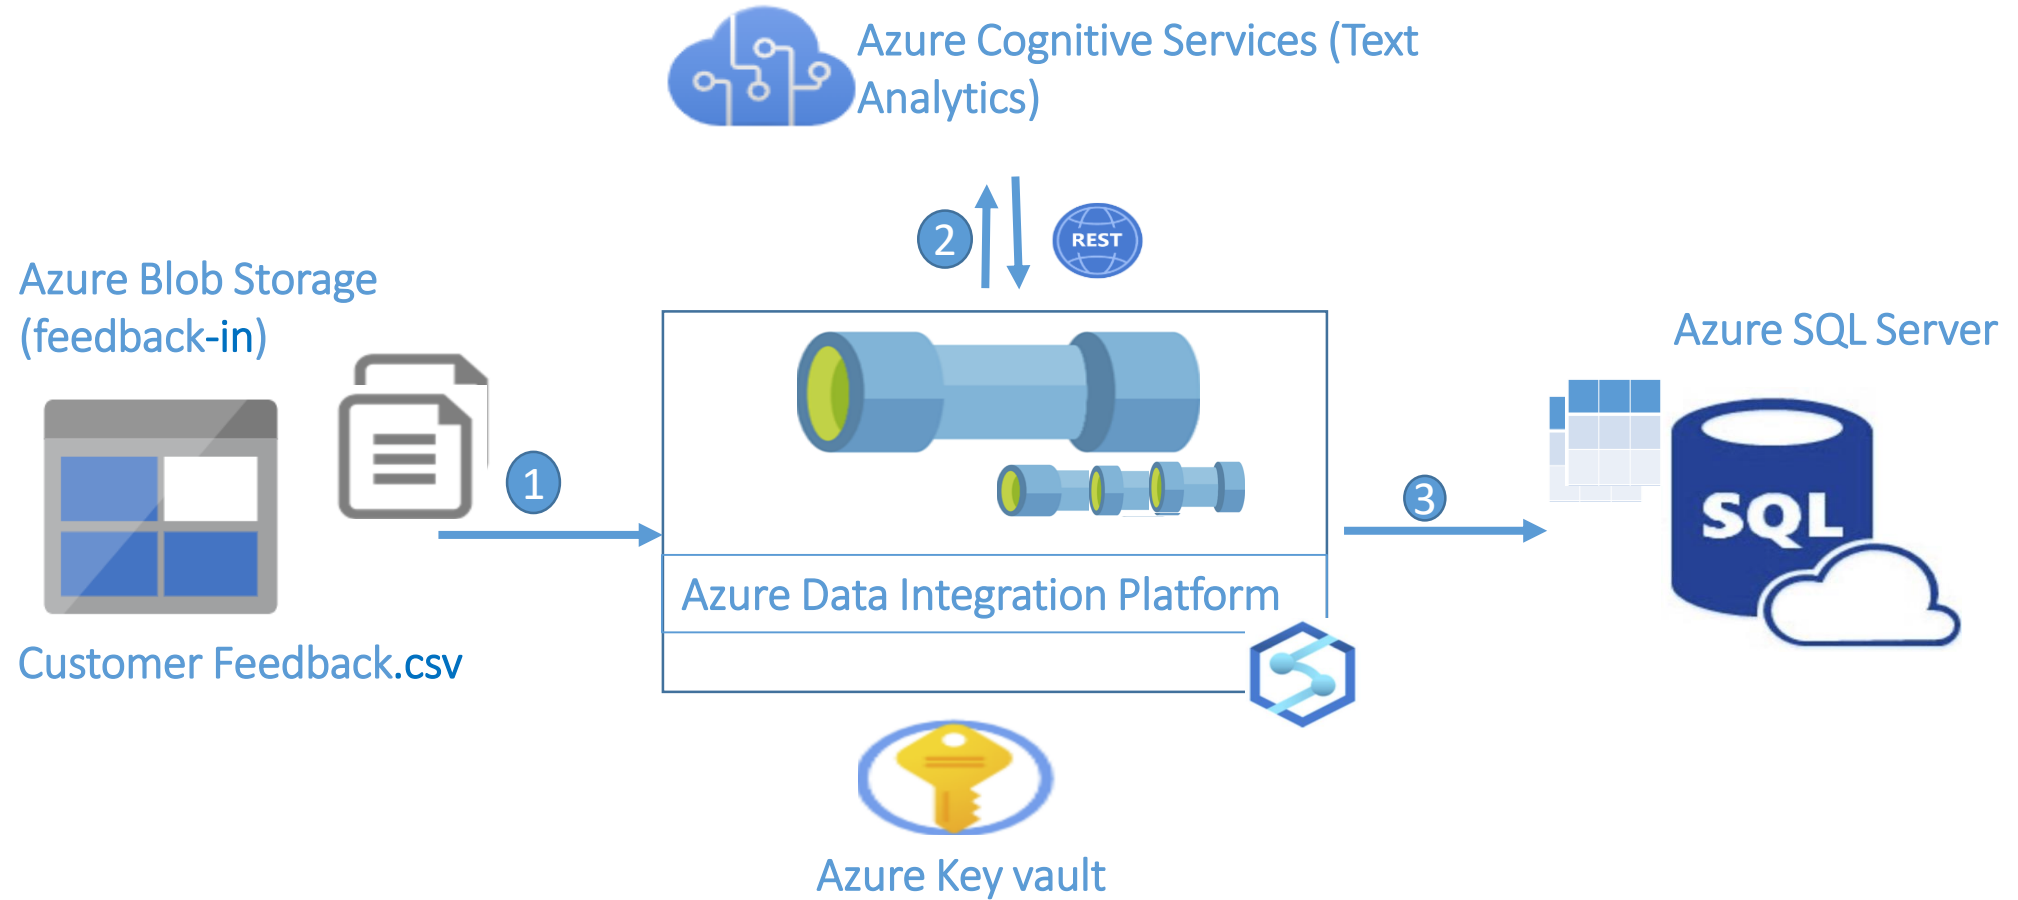 Azure Cognitive Services (Text
Analytics)
2
REST
Azure Blob Storage
(feedback-in)
Azure SQL Server
1
3
SQL
Azure Data Integration Platform
Customer Feedback.csv
Azure Key vault